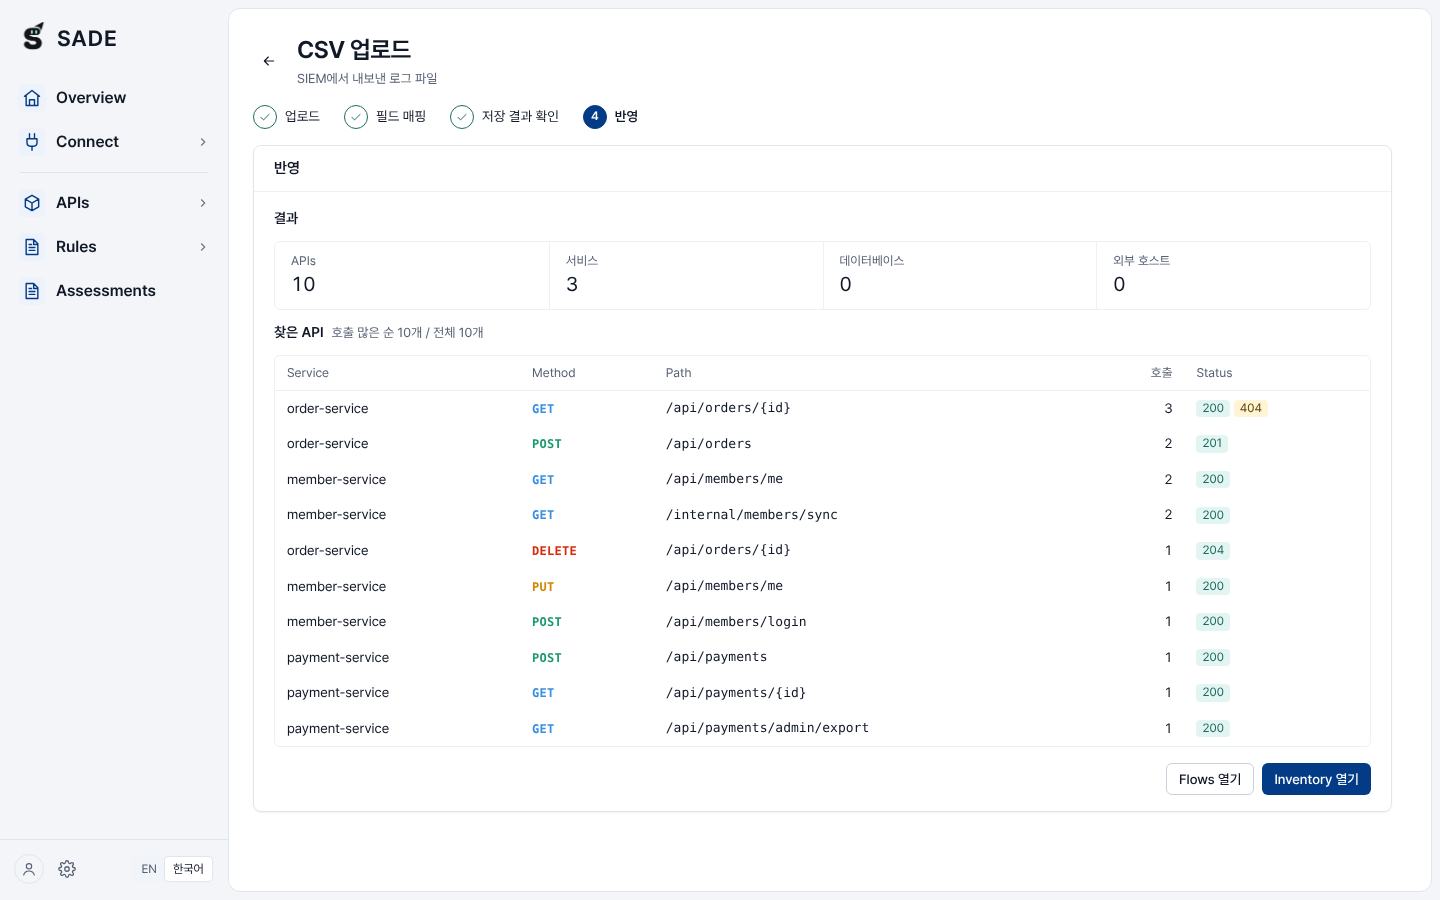 SADE
Overview
Connect
APIs
Rules
Assessments
EN 한국어
CSV 업로드
SIEM에서 내보낸 로그 파일
업로드 필드 매핑 저장 결과 확인 4 반영
반영
결과
APIs 서비스 데이터베이스 외부 호스트
10 3 0 0
찾은 API 호출 많은 순 10개 / 전체 10개
Service Method Path 호출 Status
order-service GET /api/orders/{id} 3 200 404
order-service POST /api/orders 2 201
member-service GET /api/members/me 2 200
member-service GET /internal/members/sync 2 200
order-service DELETE /api/orders/{id} 1 204
member-service PUT /api/members/me 1 200
member-service POST /api/members/login 1 200
payment-service POST /api/payments 1 200
payment-service GET /api/payments/{id} 1 200
payment-service GET /api/payments/admin/export 1 200
Flows 열기 Inventory 열기